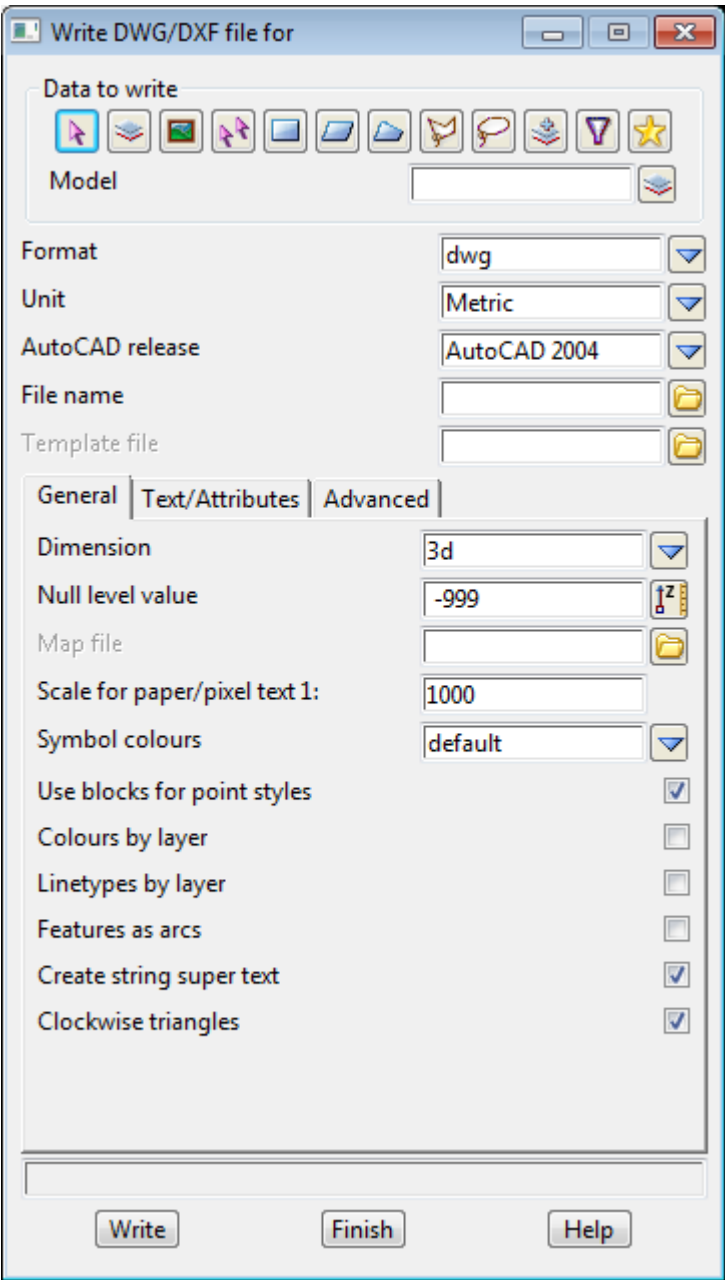 Write DWG/DXF file for
Data to write
Model
Format dwg
Unit Metric
AutoCAD release AutoCAD 2004
File name
Template file
General Text/Attributes Advanced
Dimension 3d
Null level value -999
Map file
Scale for paper/pixel text 1: 1000
Symbol colours default
Use blocks for point styles
Colours by layer
Linetypes by layer
Features as arcs
Create string super text
Clockwise triangles
Write Finish Help